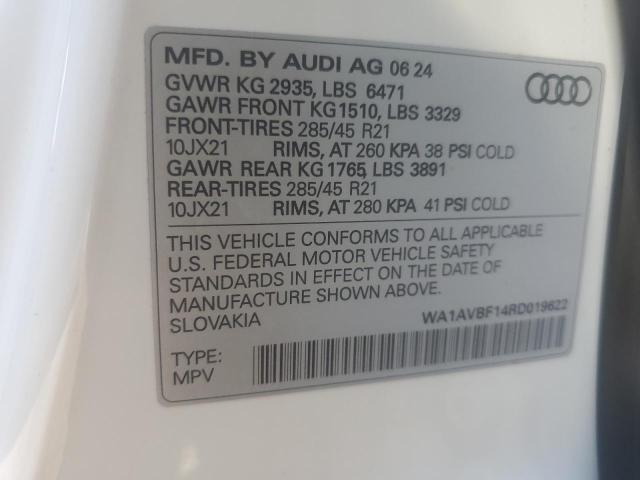 MFD. BY AUDI AG 06 24
GVWR KG 2935, LBS 6471
GAWR FRONT KG1510, LBS 3329
FRONT-TIRES 285/45 R21
10JX21 RIMS, AT 260 KPA 38 PSI COLD
GAWR REAR KG 1765, LBS 3891
REAR-TIRES 285/45 R21
10JX21 RIMS, AT 280 KPA 41 PSI COLD
THIS VEHICLE CONFORMS TO ALL APPLICABLE
U.S. FEDERAL MOTOR VEHICLE SAFETY
STANDARDS IN EFFECT ON THE DATE OF
MANUFACTURE SHOWN ABOVE.
SLOVAKIA
WA1AVBF14RD019622
TYPE:
MPV